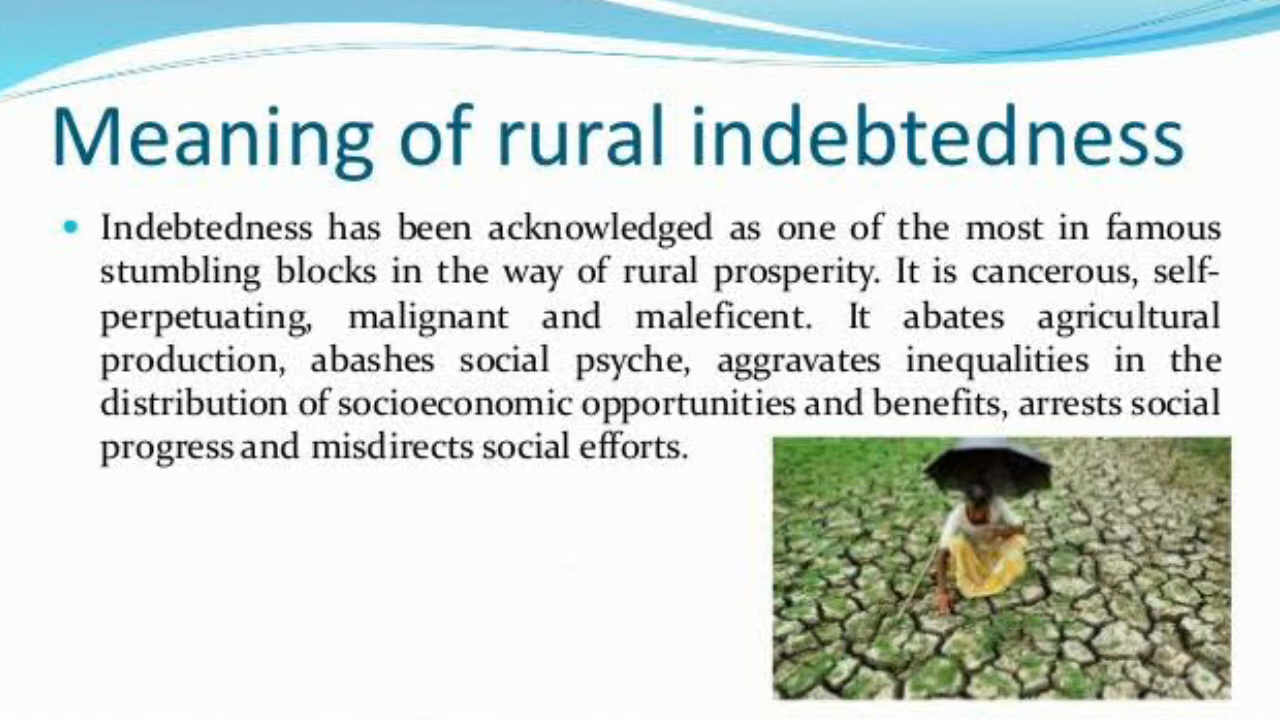 Meaning of rural indebtedness
• Indebtedness has been acknowledged as one of the most in famous
stumbling blocks in the way of rural prosperity. It is cancerous, self-
perpetuating, malignant and maleficent. It abates agricultural
production, abashes social psyche, aggravates inequalities in the
distribution of socioeconomic opportunities and benefits, arrests social
progress and misdirects social efforts.